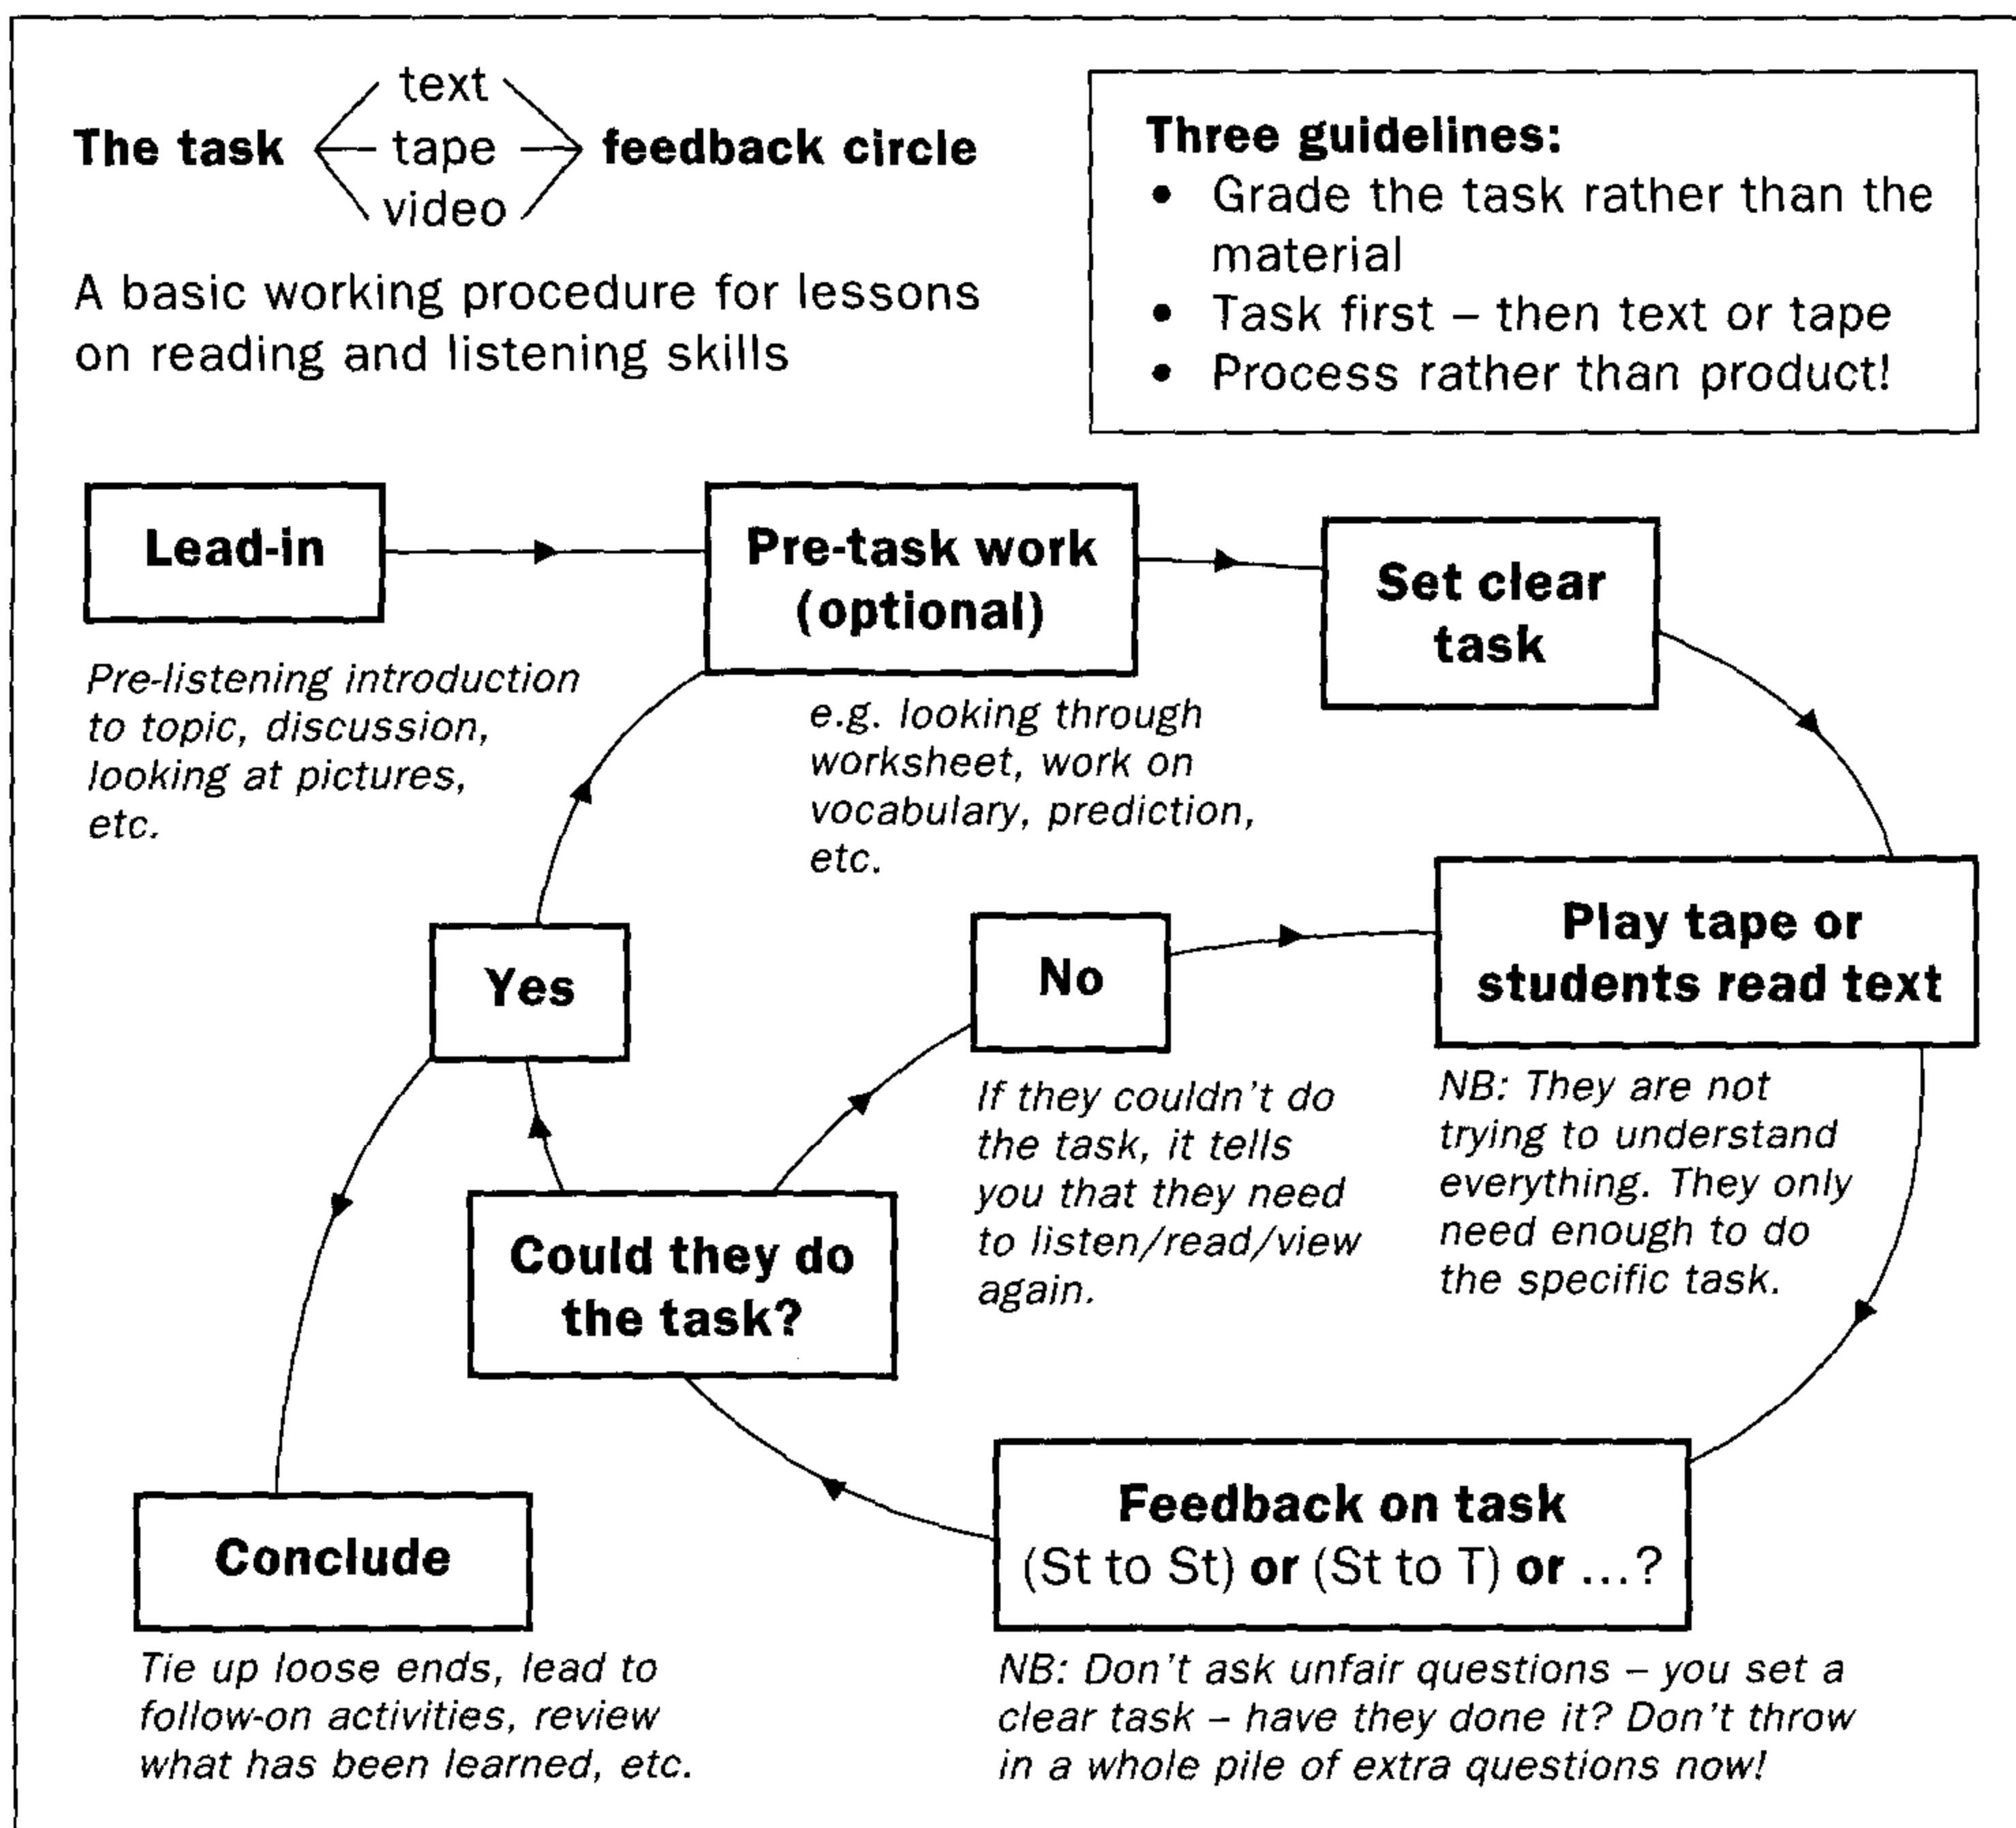 text
The task tape feedback circle
video
A basic working procedure for lessons
on reading and listening skills
Three guidelines:
• Grade the task rather than the
material
• Task first – then text or tape
• Process rather than product!
Lead-in
Pre-listening introduction
to topic, discussion,
looking at pictures,
etc.
Pre-task work
(optional)
e.g. looking through
worksheet, work on
vocabulary, prediction,
etc.
Set clear
task
Play tape or
students read text
NB: They are not
trying to understand
everything. They only
need enough to do
the specific task.
Yes
No
If they couldn't do
the task, it tells
you that they need
to listen/read/view
again.
Could they do
the task?
Feedback on task
(St to St) or (St to T) or ...?
NB: Don't ask unfair questions – you set a
clear task – have they done it? Don't throw
in a whole pile of extra questions now!
Conclude
Tie up loose ends, lead to
follow-on activities, review
what has been learned, etc.